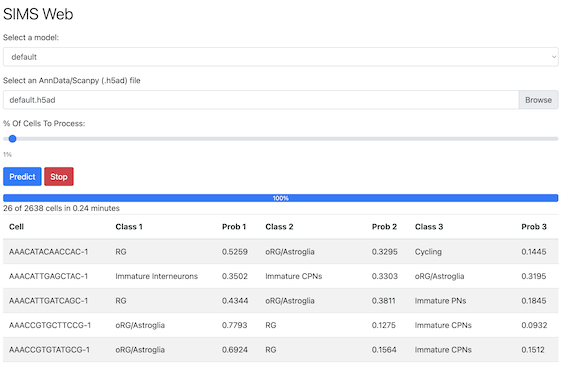 SIMS Web
Select a model:
default
Select an AnnData/Scanpy (.h5ad) file
default.h5ad Browse
% Of Cells To Process:
1%
Predict Stop
100%
26 of 2638 cells in 0.24 minutes
Cell Class 1 Prob 1 Class 2 Prob 2 Class 3 Prob 3
AAACATACAACCAC-1 RG 0.5259 oRG/Astroglia 0.3295 Cycling 0.1445
AAACATTGAGCTAC-1 Immature Interneurons 0.3502 Immature CPNs 0.3303 oRG/Astroglia 0.3195
AAACATTGATCAGC-1 RG 0.4344 oRG/Astroglia 0.3811 Immature PNs 0.1845
AAACCGTGCTTCCG-1 oRG/Astroglia 0.7793 RG 0.1275 Immature CPNs 0.0932
AAACCGTGTATGCG-1 oRG/Astroglia 0.6924 RG 0.1564 Immature CPNs 0.1512